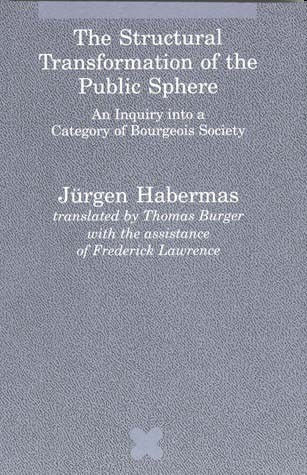 The Structural
Transformation of the
Public Sphere
An Inquiry into a
Category of Bourgeois Society
Jürgen Habermas
translated by Thomas Burger
with the assistance
of Frederick Lawrence